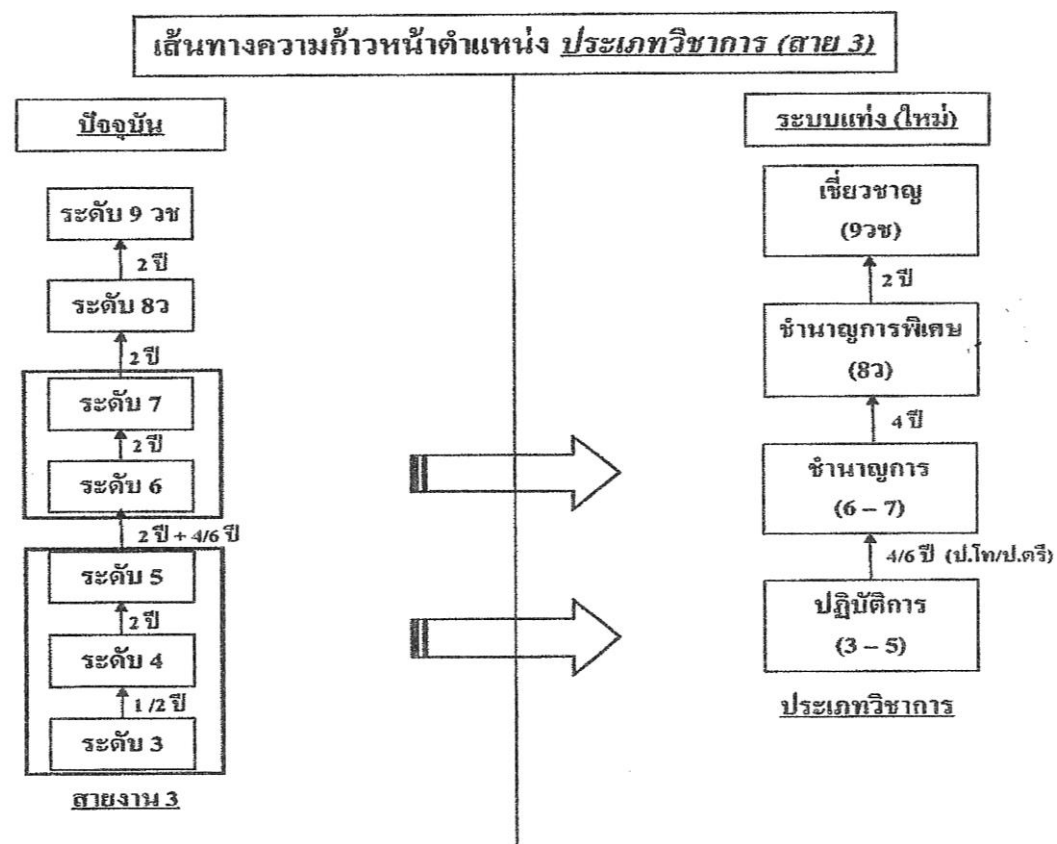 เส้นทางความก้าวหน้าตำแหน่ง ประเภทวิชาการ (สาย 3)
ปัจจุบัน
ระดับ 9 วช
2 ปี
ระดับ 8ว
2 ปี
ระดับ 7
2 ปี
ระดับ 6
2 ปี + 4/6 ปี
ระดับ 5
2 ปี
ระดับ 4
1 /2 ปี
ระดับ 3
สายงาน 3
ระบบแท่ง (ใหม่)
เชี่ยวชาญ
(9วช)
2 ปี
ชำนาญการพิเศษ
(8ว)
4 ปี
ชำนาญการ
(6 – 7)
4/6 ปี (ป.โท/ป.ตรี)
ปฏิบัติการ
(3 – 5)
ประเภทวิชาการ